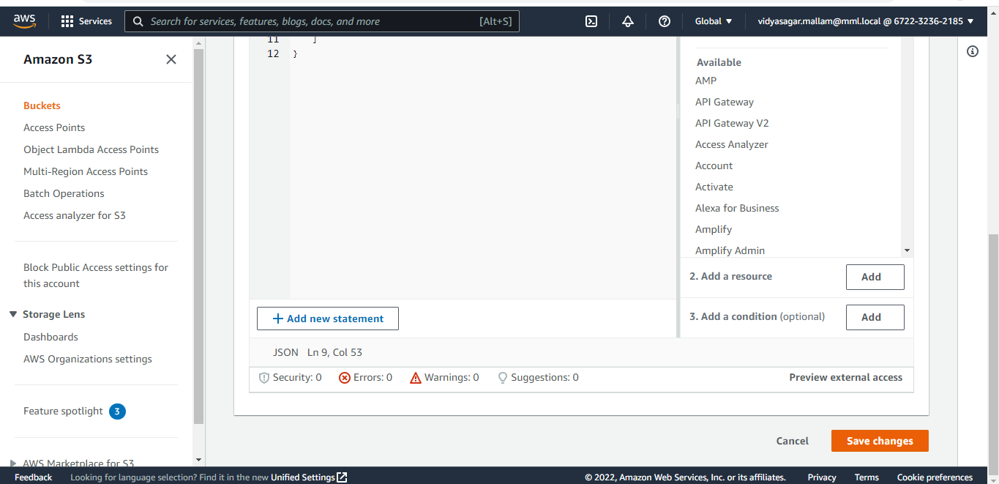 aws
Services
Search for services, features, blogs, docs, and more
[Alt+S]
Global ▼
vidyasagar.mallam@mml.local @ 6722-3236-2185 ▼
Amazon S3
Buckets
Access Points
Object Lambda Access Points
Multi-Region Access Points
Batch Operations
Access analyzer for S3
Block Public Access settings for
this account
▼ Storage Lens
Dashboards
AWS Organizations settings
Feature spotlight 3
AWS Marketplace for S3
11 ]
12 }
+ Add new statement
JSON Ln 9, Col 53
Security: 0
Errors: 0
Warnings: 0
Suggestions: 0
Preview external access
Available
AMP
API Gateway
API Gateway V2
Access Analyzer
Account
Activate
Alexa for Business
Amplify
Amplify Admin
2. Add a resource
Add
3. Add a condition (optional)
Add
Cancel
Save changes
Feedback
Looking for language selection? Find it in the new Unified Settings
© 2022, Amazon Web Services, Inc. or its affiliates.
Privacy
Terms
Cookie preferences